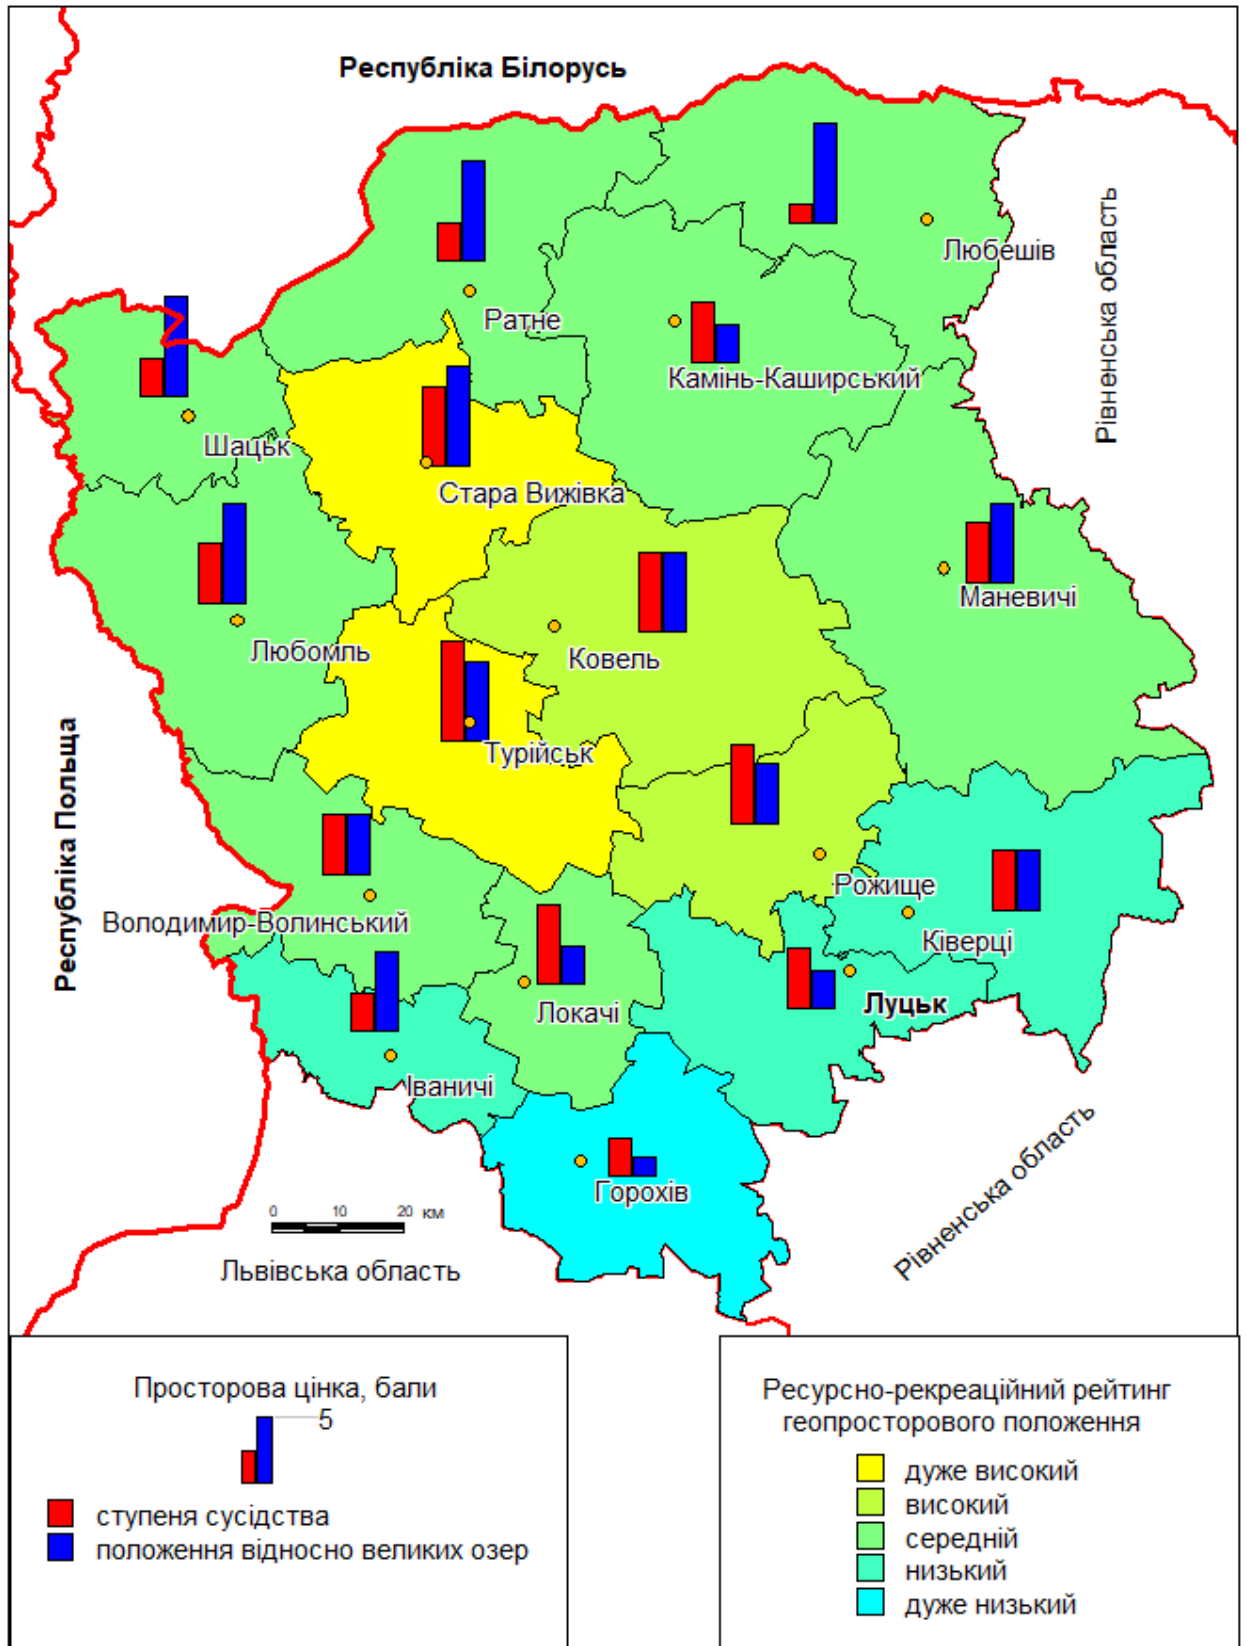 Республіка Білорусь
Рівненська область
Любешів
Ратне
Камінь-Каширський
Шацьк
Стара Вижівка
Маневичі
Любомль
Ковель
Республіка Польща
Турійськ
Рожище
Володимир-Волинський
Ківерці
Локачі
Луцьк
Іваничі
Рівненська область
Горохів
0 10 20 км
Львівська область
Просторова цінка, бали
5
ступеня сусідства
положення відносно великих озер
Ресурсно-рекреаційний рейтинг
геопросторового положення
дуже високий
високий
середній
низький
дуже низький